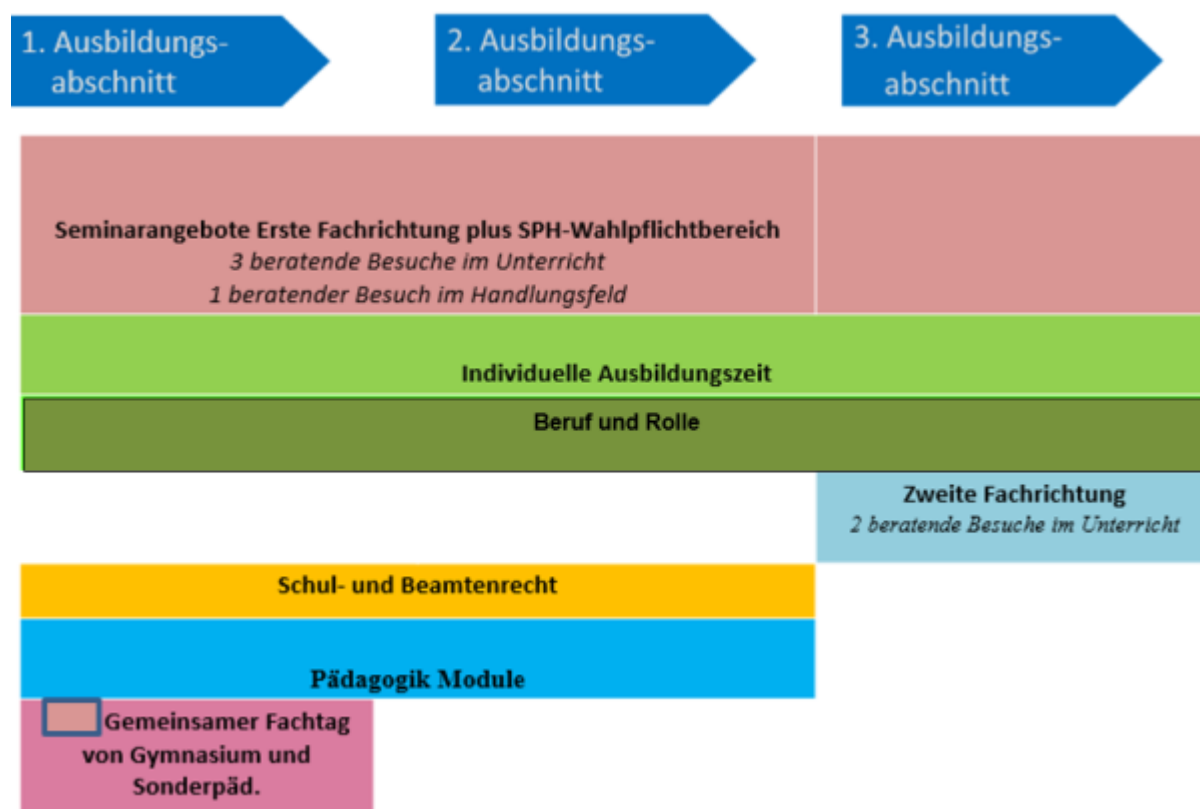 1. Ausbildungs-
abschnitt
2. Ausbildungs-
abschnitt
3. Ausbildungs-
abschnitt
Seminarangebote Erste Fachrichtung plus SPH-Wahlpflichtbereich
3 beratende Besuche im Unterricht
1 beratender Besuch im Handlungsfeld
Individuelle Ausbildungszeit
Beruf und Rolle
Zweite Fachrichtung
2 beratende Besuche im Unterricht
Schul- und Beamtenrecht
Pädagogik Module
Gemeinsamer Fachtag
von Gymnasium und
Sonderpäd.